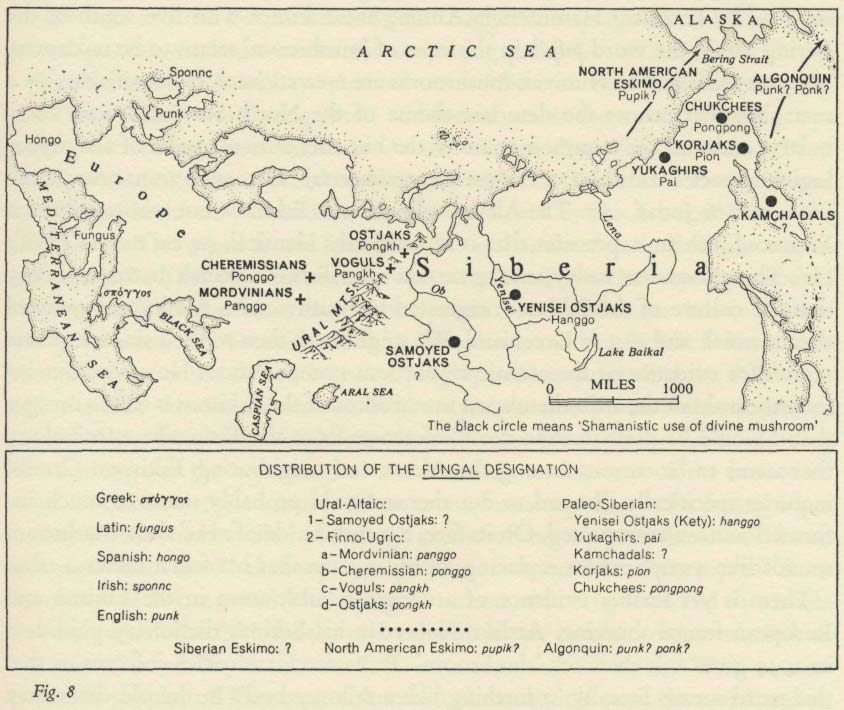 ALASKA
ARCTIC SEA
Bering Strait
NORTH AMERICAN
ESKIMO
Pupik?
ALGONQUIN
Punk? Ponk?
Sponnc
Punk
CHUKCHEES
Pongpong
Hongo
KORJAKS
Pion
YUKAGHIRS
Pai
Europe
MEDITERRANEAN SEA
Fungus
KAMCHADALS
?
Lena
OSTJAKS
Pongkh
VOGULS
Pangkh
CHEREMISSIANS
Ponggo
MORDVINIANS
Panggo
Siberia
σπόγγος
BLACK SEA
URAL MT.
Ob
Yenisei
YENISEI OSTJAKS
Hanggo
SAMOYED
OSTJAKS
Lake Baikal
CASPIAN SEA
ARAL SEA
MILES
0 1000
The black circle means 'Shamanistic use of divine mushroom'
DISTRIBUTION OF THE FUNGAL DESIGNATION
Greek: σπόγγος
Latin: fungus
Spanish: hongo
Irish: sponnc
English: punk
Ural-Altaic:
1–Samoyed Ostjaks: ?
2–Finno-Ugric:
a–Mordvinian: panggo
b–Cheremissian: ponggo
c–Voguls: pangkh
d–Ostjaks: pongkh
Paleo-Siberian:
Yenisei Ostjaks (Kety): hanggo
Yukaghirs. pai
Kamchadals: ?
Korjaks: pion
Chukchees: pongpong
Siberian Eskimo: ? North American Eskimo: pupik? Algonquin: punk? ponk?
Fig. 8